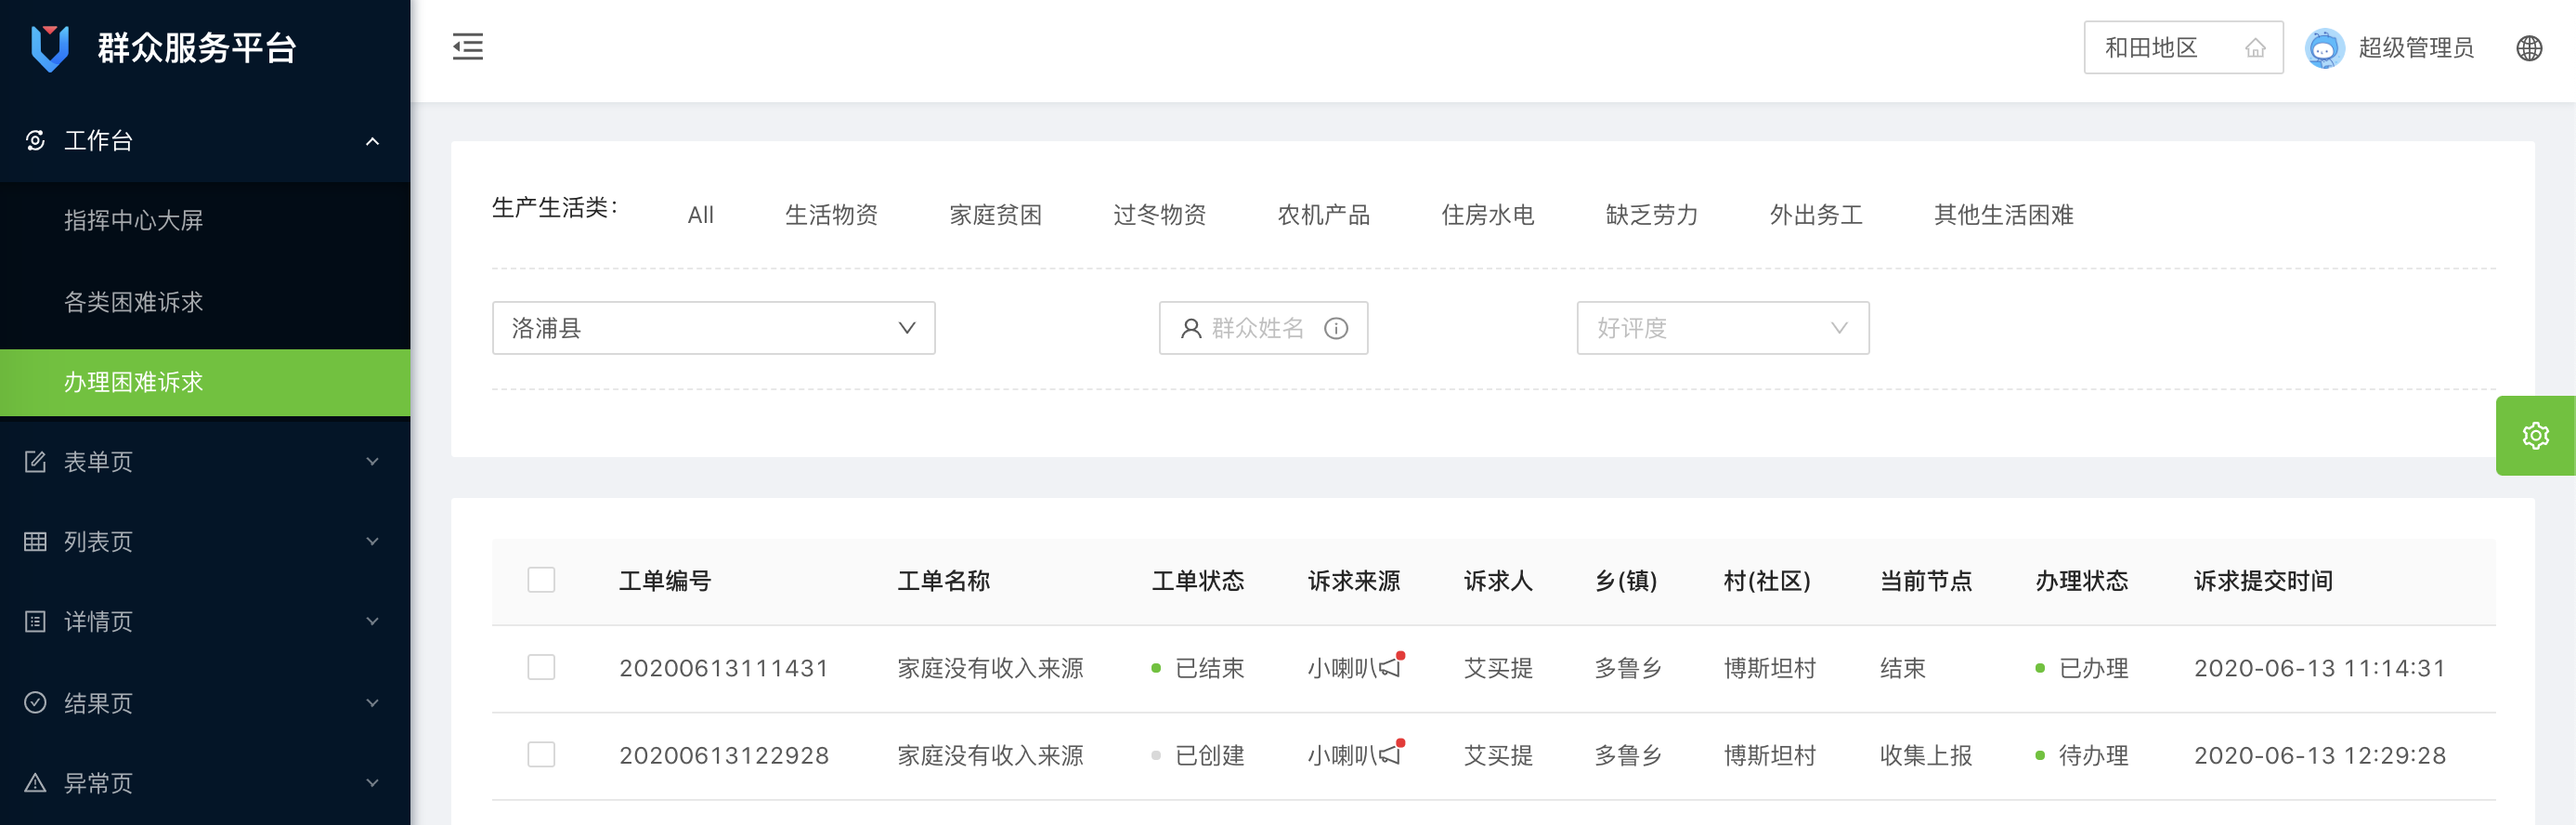 群众服务平台
和田地区
超级管理员
工作台
指挥中心大屏
各类困难诉求
办理困难诉求
表单页
列表页
详情页
结果页
异常页
生产生活类： All 生活物资 家庭贫困 过冬物资 农机产品 住房水电 缺乏劳力 外出务工 其他生活困难
洛浦县 群众姓名 好评度
工单编号 工单名称 工单状态 诉求来源 诉求人 乡(镇) 村(社区) 当前节点 办理状态 诉求提交时间
20200613111431 家庭没有收入来源 已结束 小喇叭 艾买提 多鲁乡 博斯坦村 结束 已办理 2020-06-13 11:14:31
20200613122928 家庭没有收入来源 已创建 小喇叭 艾买提 多鲁乡 博斯坦村 收集上报 待办理 2020-06-13 12:29:28